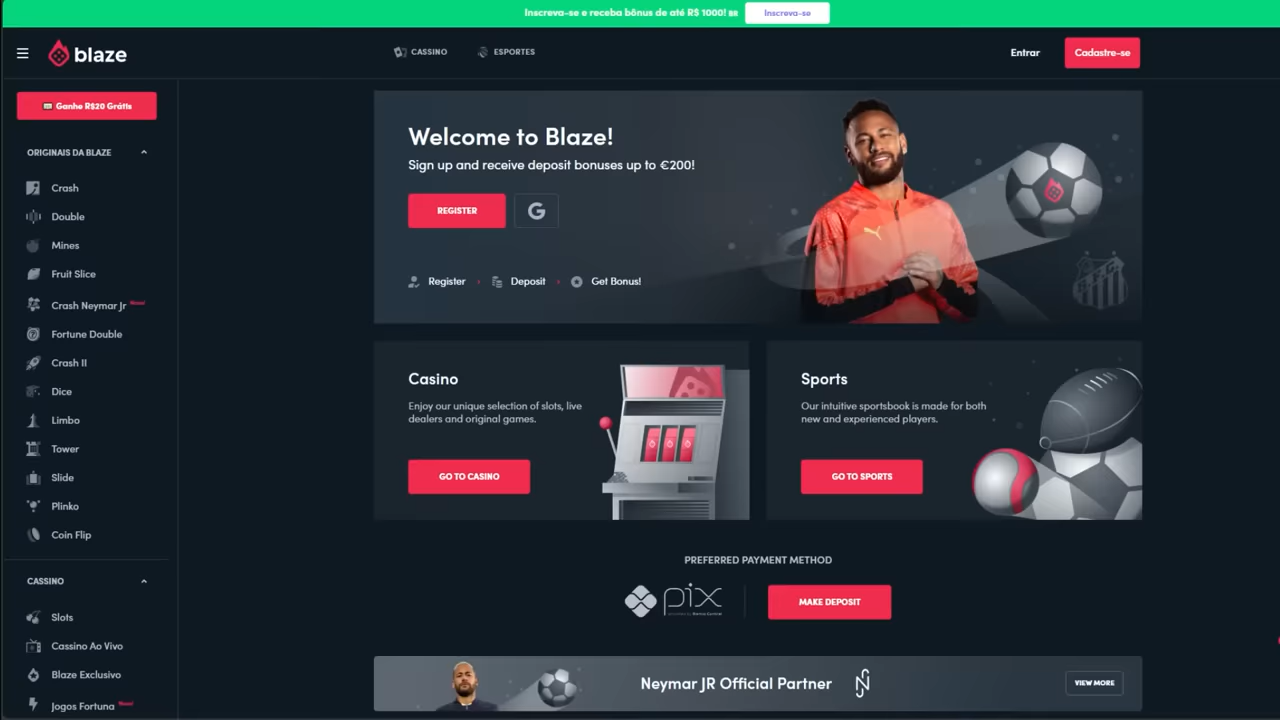 Inscreva-se e receba bônus de até R$ 1000!
Inscreva-se
blaze
CASSINO
ESPORTES
Entrar
Cadastre-se
Ganhe R$20 Grátis
ORIGINAIS DA BLAZE
Crash
Double
Mines
Fruit Slice
Crash Neymar Jr
Fortune Double
Crash II
Dice
Limbo
Tower
Slide
Plinko
Coin Flip
CASSINO
Slots
Cassino Ao Vivo
Blaze Exclusivo
Jogos Fortuna
Welcome to Blaze!
Sign up and receive deposit bonuses up to €200!
REGISTER
G
Register
Deposit
Get Bonus!
Casino
Enjoy our unique selection of slots, live
dealers and original games.
GO TO CASINO
Sports
Our intuitive sportsbook is made for both
new and experienced players.
GO TO SPORTS
PREFERRED PAYMENT METHOD
pix
MAKE DEPOSIT
Neymar JR Official Partner
VIEW MORE